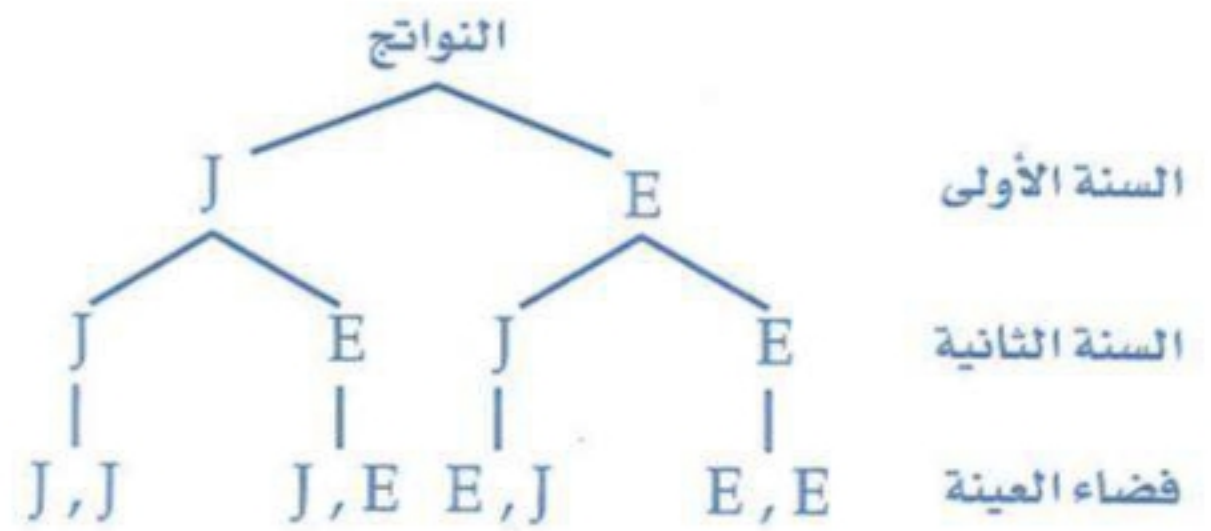 النواتج
J E السنة الأولى
J E J E السنة الثانية
J , J J , E E , J E , E فضاء العينة